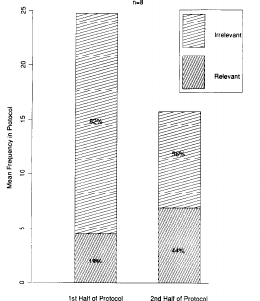 n=8
Irrelevant
Relevant
Mean Frequency in Protocol
25
20
15
10
5
0
82%
18%
56%
44%
1st Half of Protocol
2nd Half of Protocol